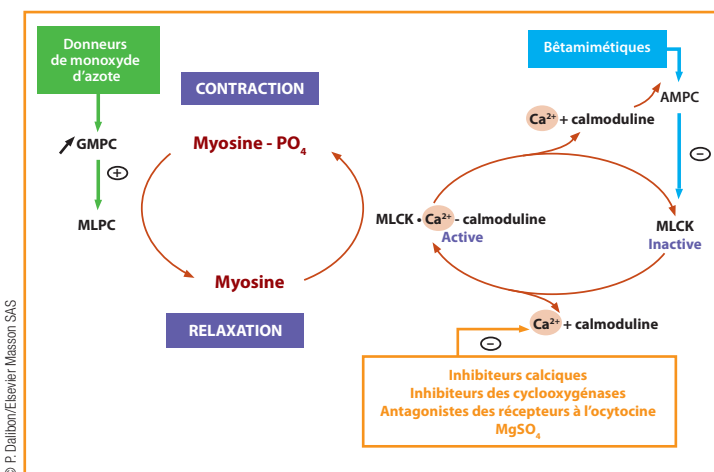 Donneurs
de monoxyde
d'azote
GMPC
+
MLPC
CONTRACTION
Myosine - PO₄
Myosine
RELAXATION
Bêtamimétiques
AMPC
−
Ca²⁺ + calmoduline
MLCK • Ca²⁺ - calmoduline
Active
MLCK
Inactive
Ca²⁺ + calmoduline
−
Inhibiteurs calciques
Inhibiteurs des cyclooxygénases
Antagonistes des récepteurs à l'ocytocine
MgSO₄
© P. Dalibon/Elsevier Masson SAS